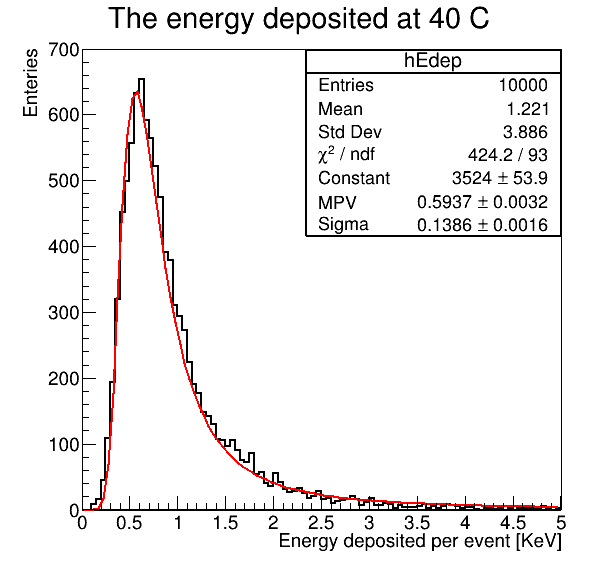 The energy deposited at 40 C
Enteries
700
600
500
400
300
200
100
0
hEdep
Entries 10000
Mean 1.221
Std Dev 3.886
χ² / ndf 424.2 / 93
Constant 3524 ± 53.9
MPV 0.5937 ± 0.0032
Sigma 0.1386 ± 0.0016
0 0.5 1 1.5 2 2.5 3 3.5 4 4.5 5
Energy deposited per event [KeV]